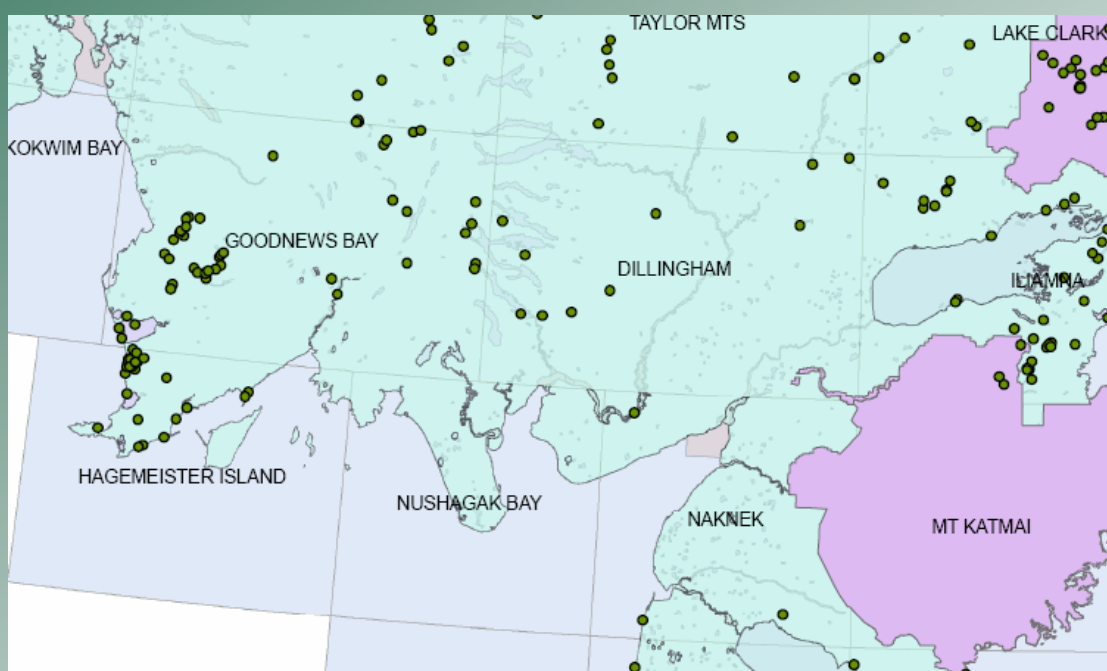 TAYLOR MTS
LAKE CLARK
KOKWIM BAY
GOODNEWS BAY
DILLINGHAM
ILIAMNA
HAGEMEISTER ISLAND
NUSHAGAK BAY
NAKNEK
MT KATMAI